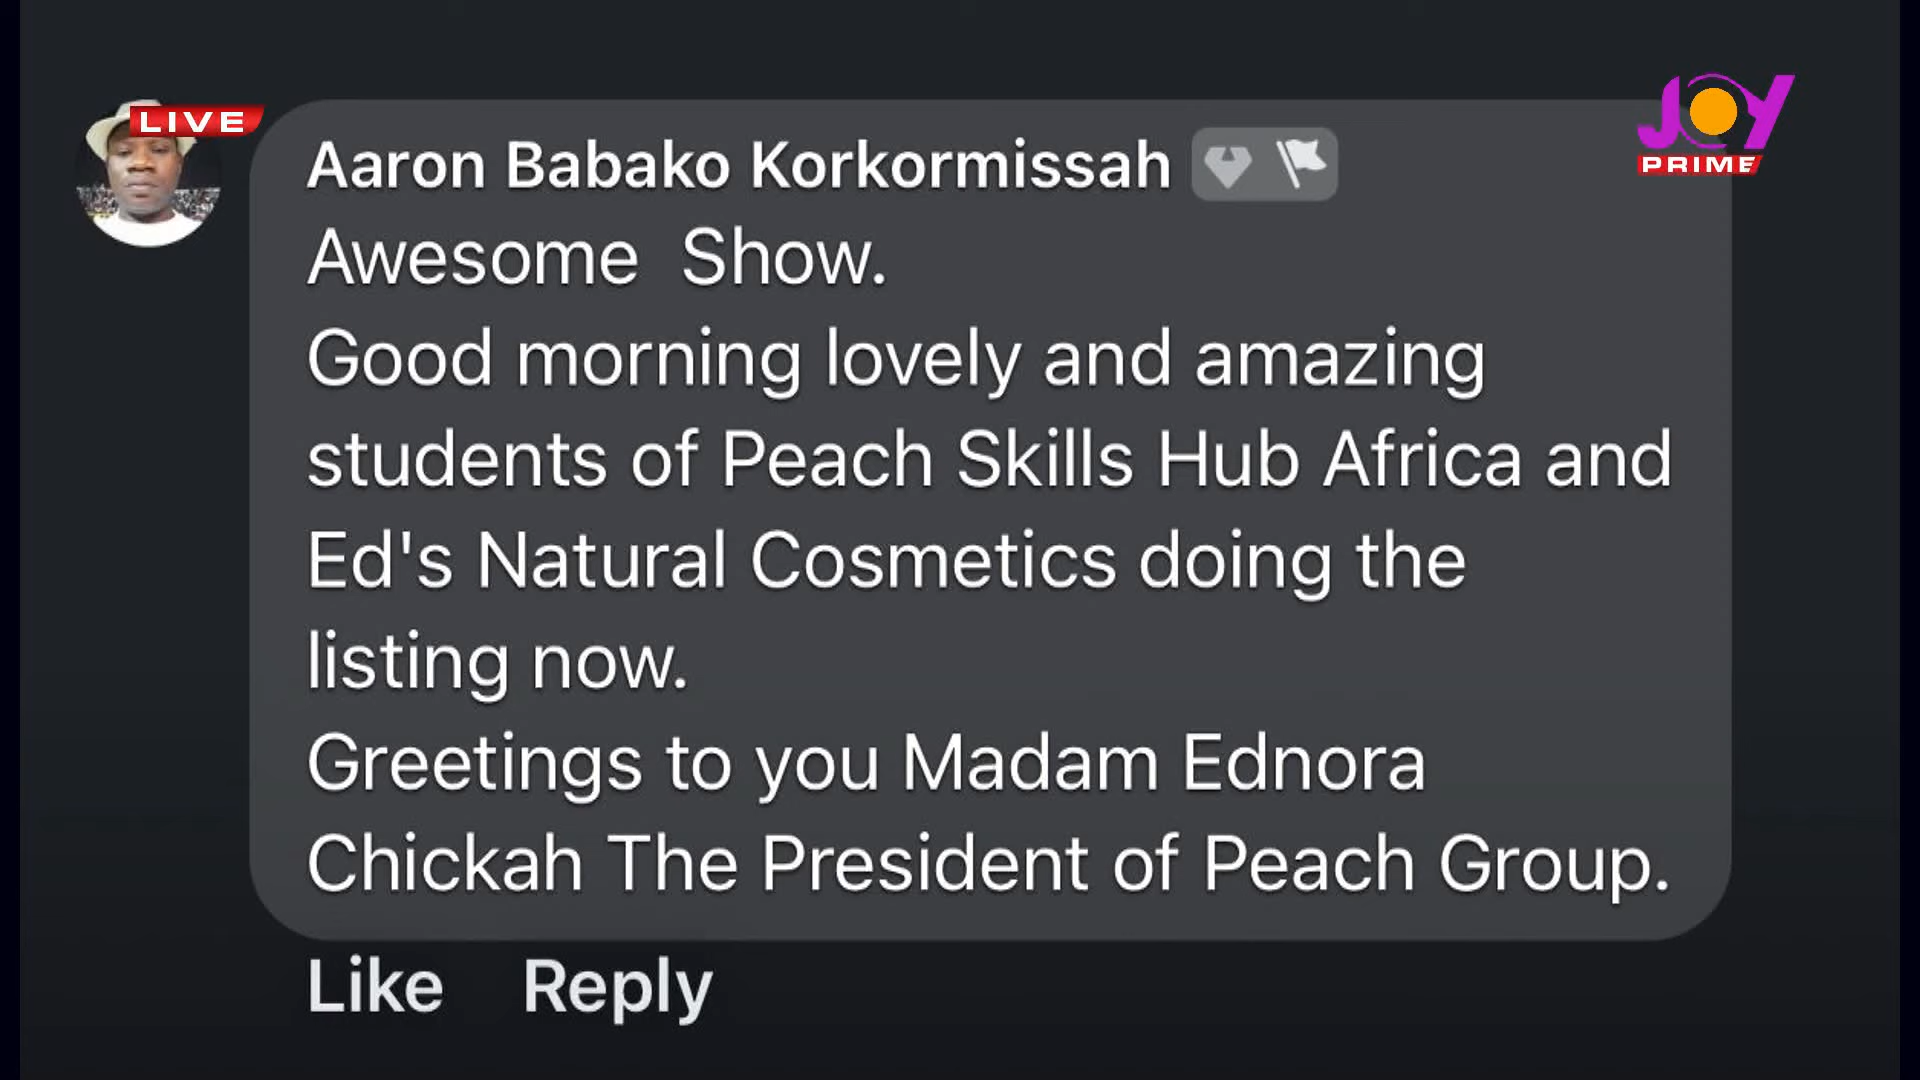 LIVE
JOY
PRIME
Aaron Babako Korkormissah
Awesome  Show.
Good morning lovely and amazing
students of Peach Skills Hub Africa and
Ed's Natural Cosmetics doing the
listing now.
Greetings to you Madam Ednora
Chickah The President of Peach Group.
Like Reply